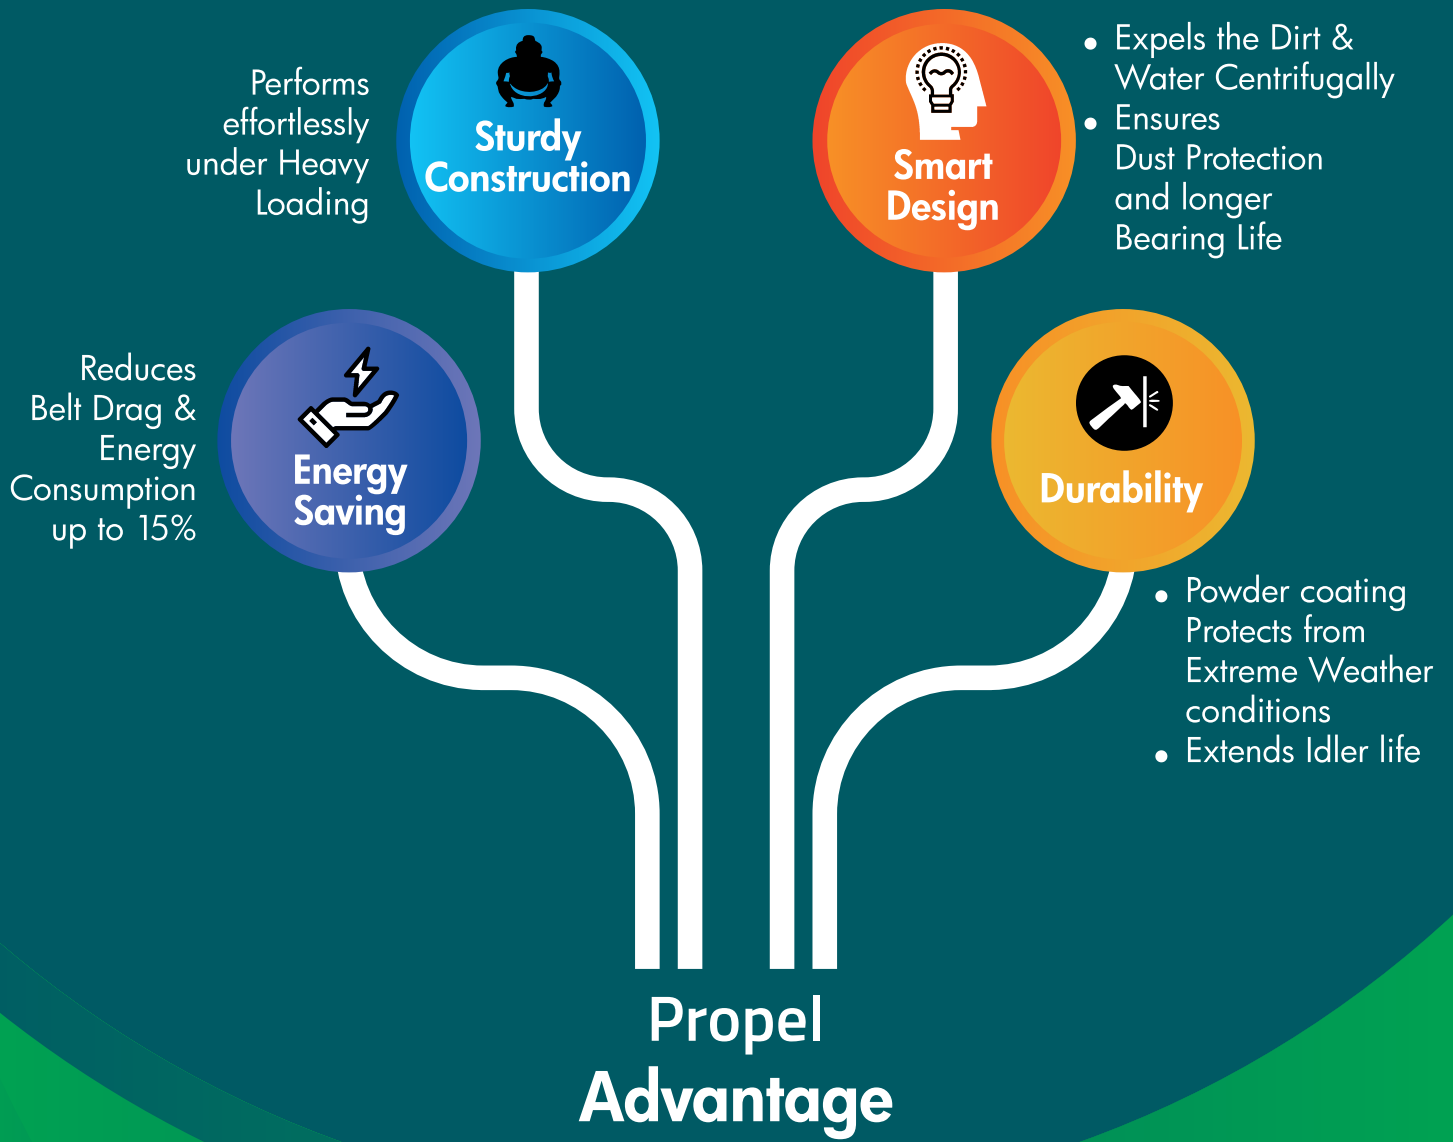 Performs
effortlessly
under Heavy
Loading
Sturdy
Construction
Smart
Design
• Expels the Dirt &
Water Centrifugally
• Ensures
Dust Protection
and longer
Bearing Life
Reduces
Belt Drag &
Energy
Consumption
up to 15%
Energy
Saving
Durability
• Powder coating
Protects from
Extreme Weather
conditions
• Extends Idler life
Propel
Advantage